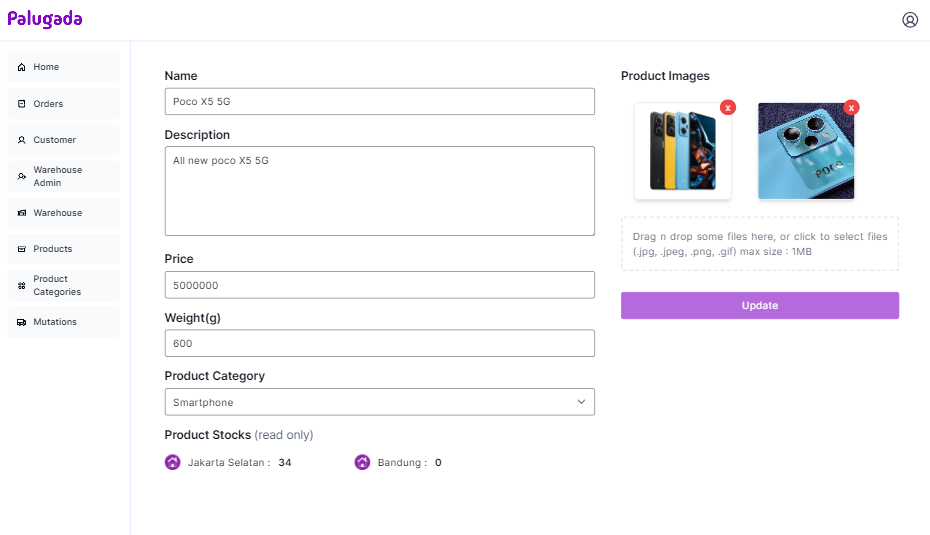 Palugada
Home
Orders
Customer
Warehouse
Admin
Warehouse
Products
Product
Categories
Mutations
Name
Poco X5 5G
Description
All new poco X5 5G
Price
5000000
Weight(g)
600
Product Category
Smartphone
Product Stocks (read only)
Jakarta Selatan : 34
Bandung : 0
Product Images
x
x
POCO
Drag n drop some files here, or click to select files
(.jpg, .jpeg, .png, .gif) max size : 1MB
Update